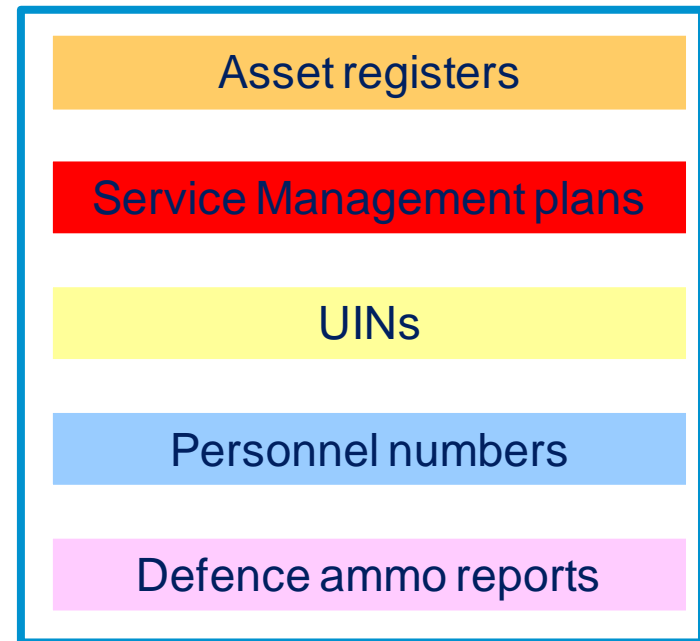 Asset registers
Service Management plans
UINs
Personnel numbers
Defence ammo reports